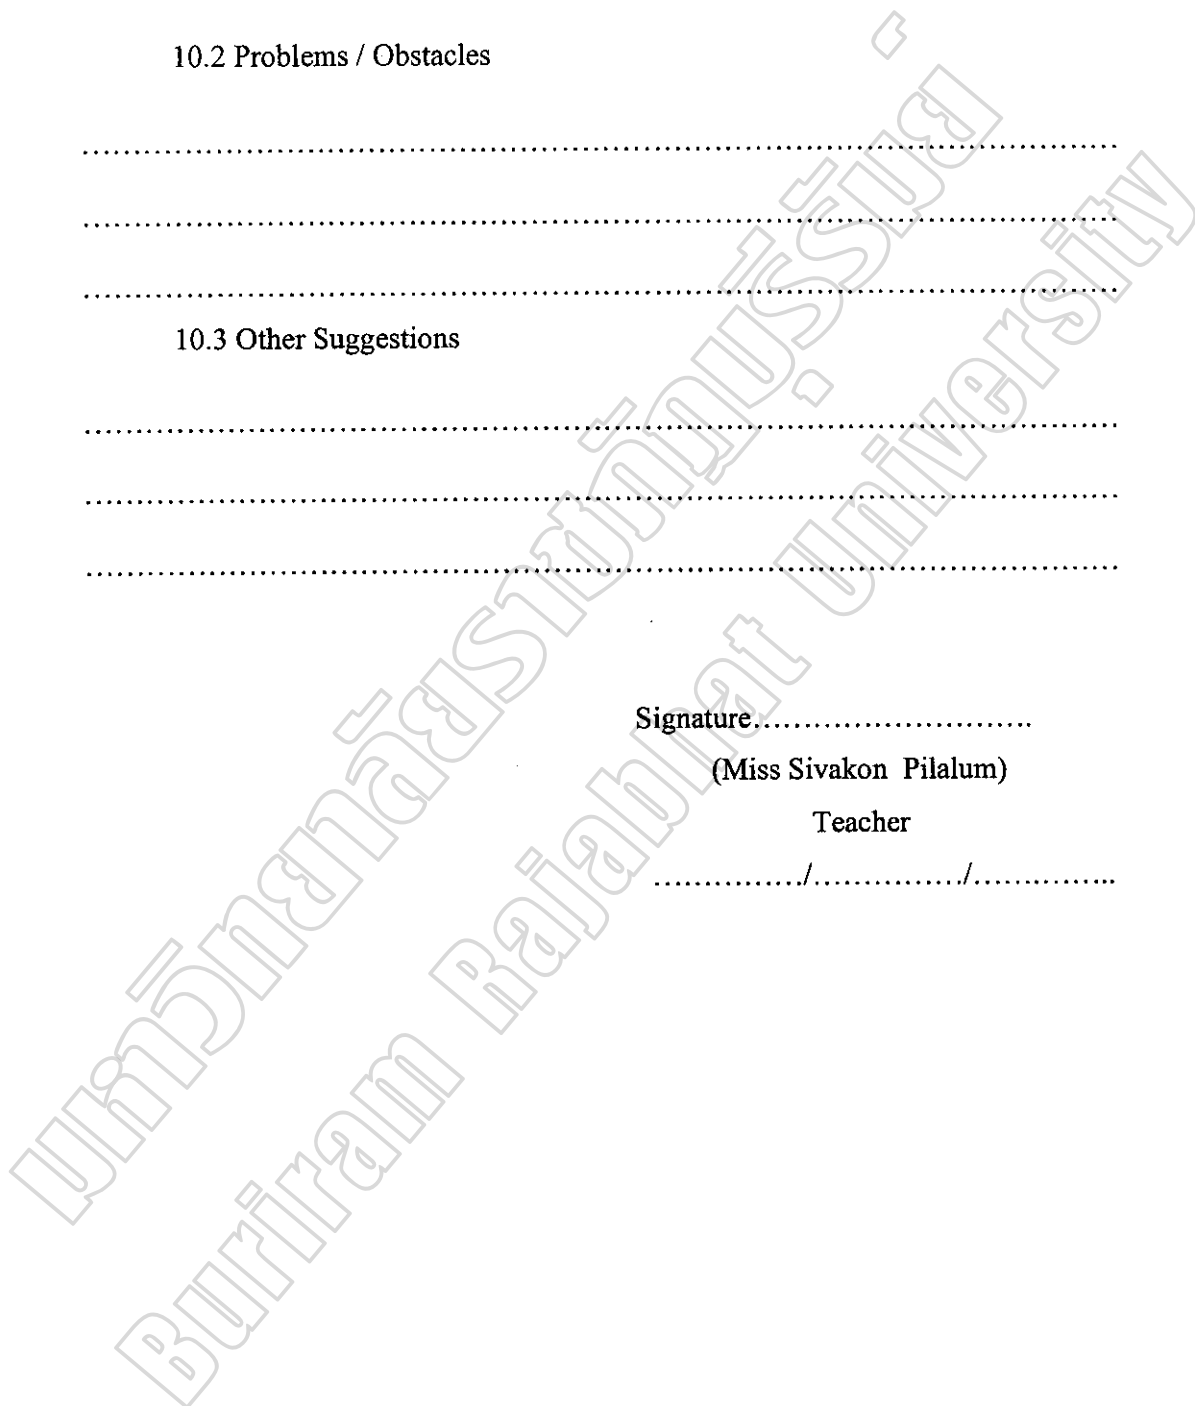 10.2 Problems / Obstacles
........................................................................................................
........................................................................................................
........................................................................................................
10.3 Other Suggestions
........................................................................................................
........................................................................................................
........................................................................................................
Signature............................
(Miss Sivakon Pilalum)
Teacher
.............../.............../...............
มหาวิทยาลัยราชภัฏบุรีรัมย์
Buriram Rajabhat University